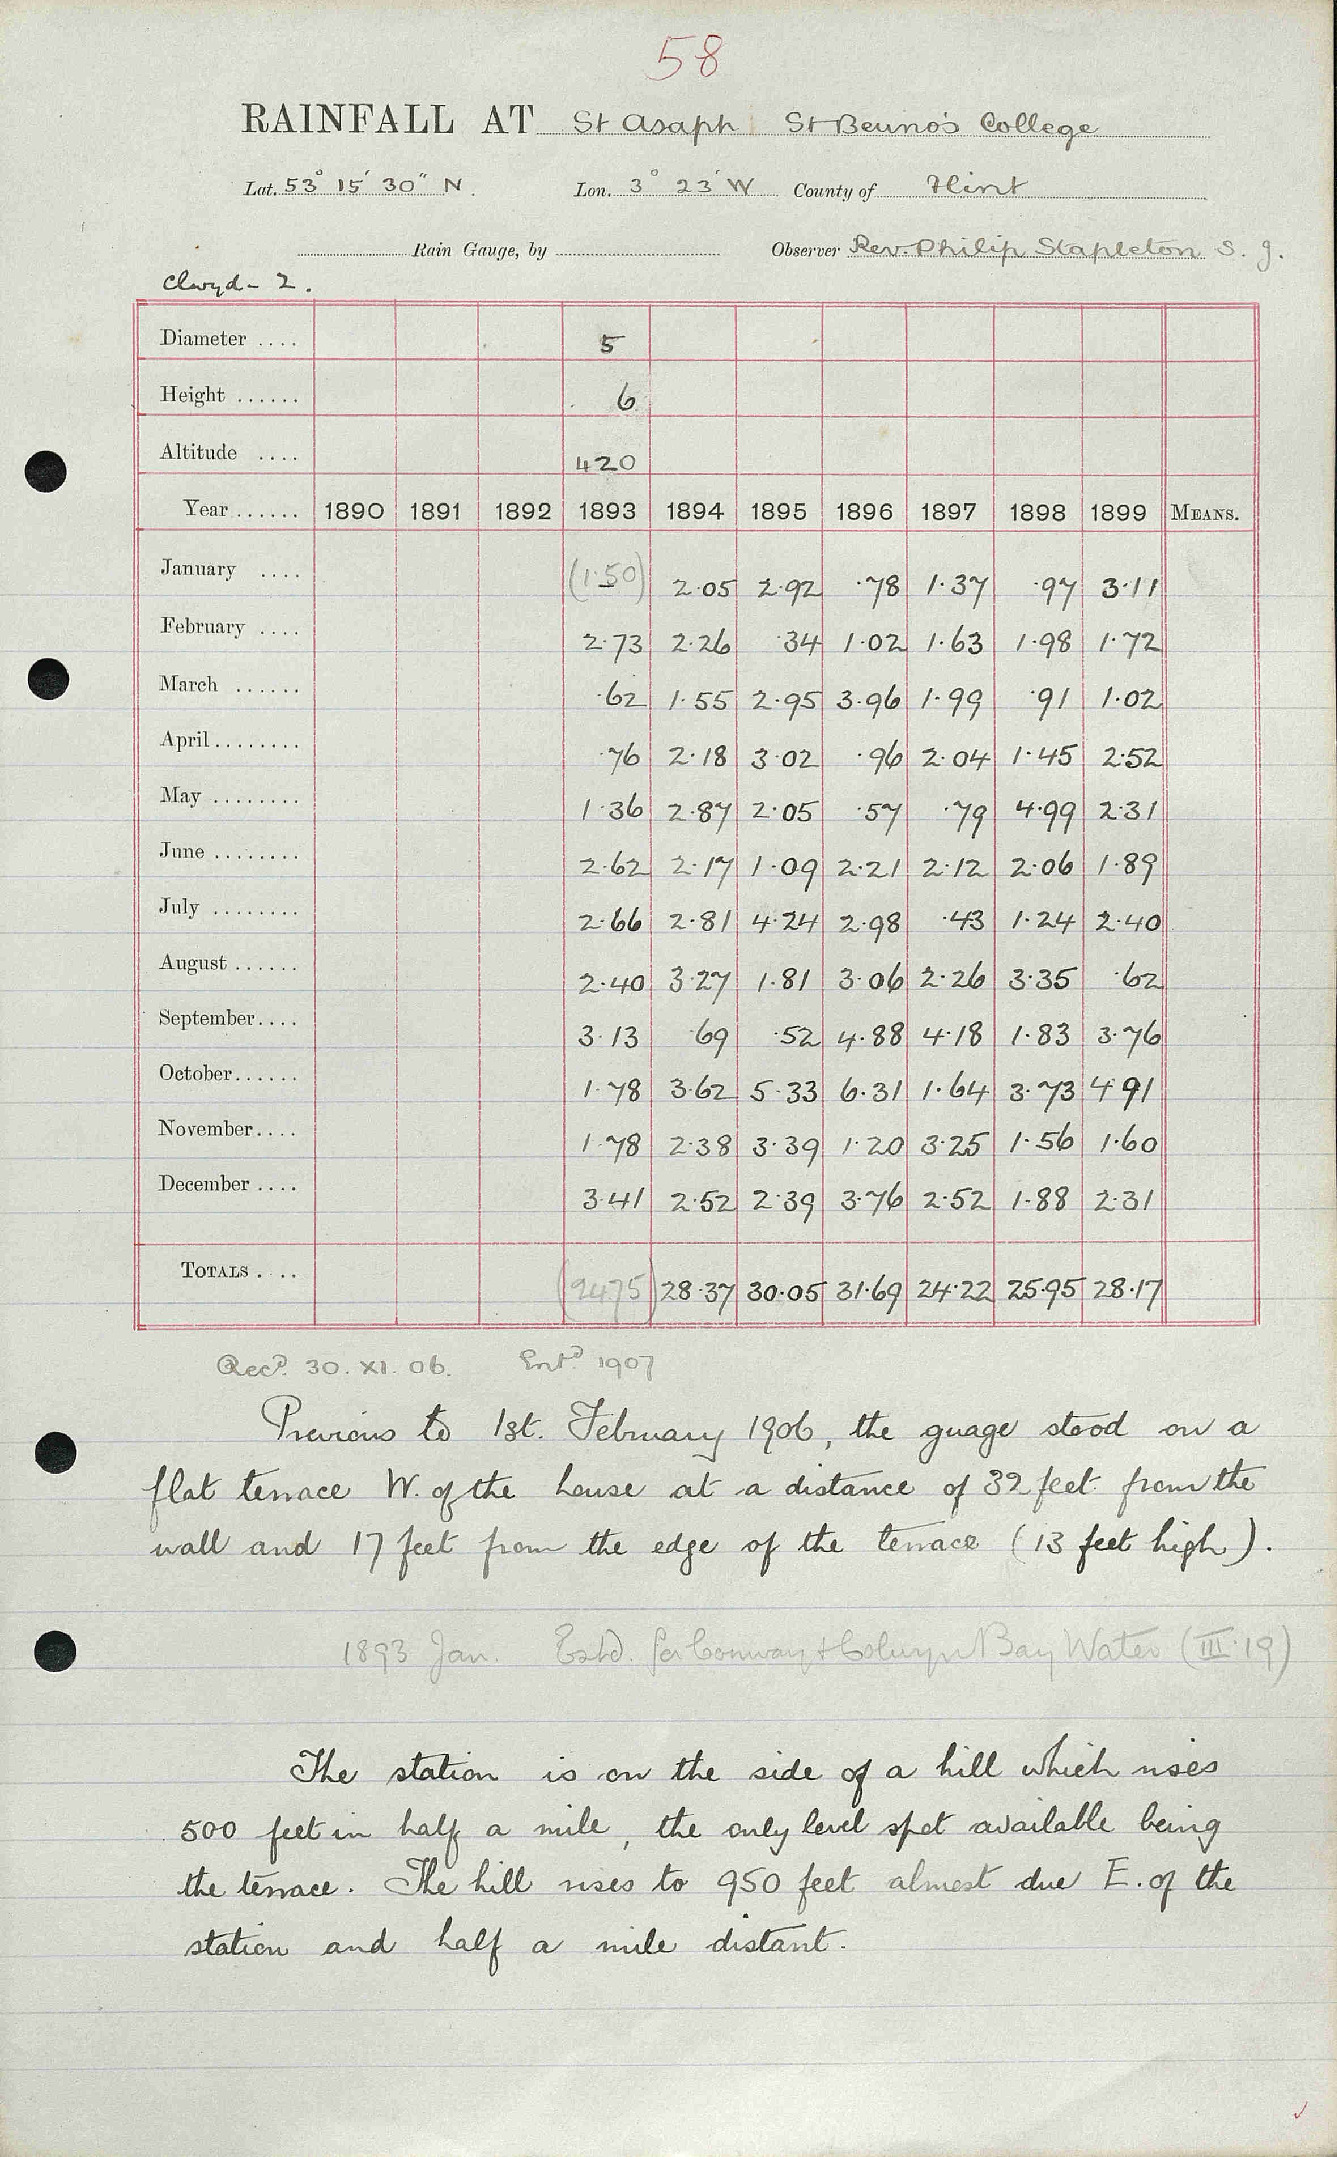 58
RAINFALL AT St Asaph St Beuno's College
Lat. 53° 15' 30" N. Lon. 3° 23' W County of Flint
Rain Gauge, by Observer Rev. Philip Stapleton S. J.
Clwyd - 2.
Diameter .... 5
Height ...... 6
Altitude .... 420
Year ...... 1890 1891 1892 1893 1894 1895 1896 1897 1898 1899 MEANS.
January .... (1.50) 2.05 2.92 .78 1.37 .97 3.11
February .... 2.73 2.26 .34 1.02 1.63 1.98 1.72
March ...... .62 1.55 2.95 3.96 1.99 .91 1.02
April ........ .76 2.18 3.02 .96 2.04 1.45 2.52
May ........ 1.36 2.87 2.05 .57 .79 4.99 2.31
June ........ 2.62 2.17 1.09 2.21 2.12 2.06 1.89
July ........ 2.66 2.81 4.24 2.98 .43 1.24 2.40
August ...... 2.40 3.27 1.81 3.06 2.26 3.35 .62
September .... 3.13 .69 .52 4.88 4.18 1.83 3.76
October ...... 1.78 3.62 5.33 6.31 1.64 3.73 4.91
November .... 1.78 2.38 3.39 1.20 3.25 1.56 1.60
December .... 3.41 2.52 2.39 3.76 2.52 1.88 2.31
TOTALS .... (24.75) 28.37 30.05 31.69 24.22 25.95 28.17
Recd. 30. XI. 06. Entd. 1907
Previous to 1st. February 1906, the guage stood on a
flat terrace W. of the house at a distance of 32 feet from the
wall and 17 feet from the edge of the terrace (13 feet high).
1893 Jan. Estd. for Conway & Colwyn Bay Water (III.19)
The station is on the side of a hill which rises
500 feet in half a mile, the only level spot available being
the terrace. The hill rises to 950 feet almost due E. of the
station and half a mile distant.